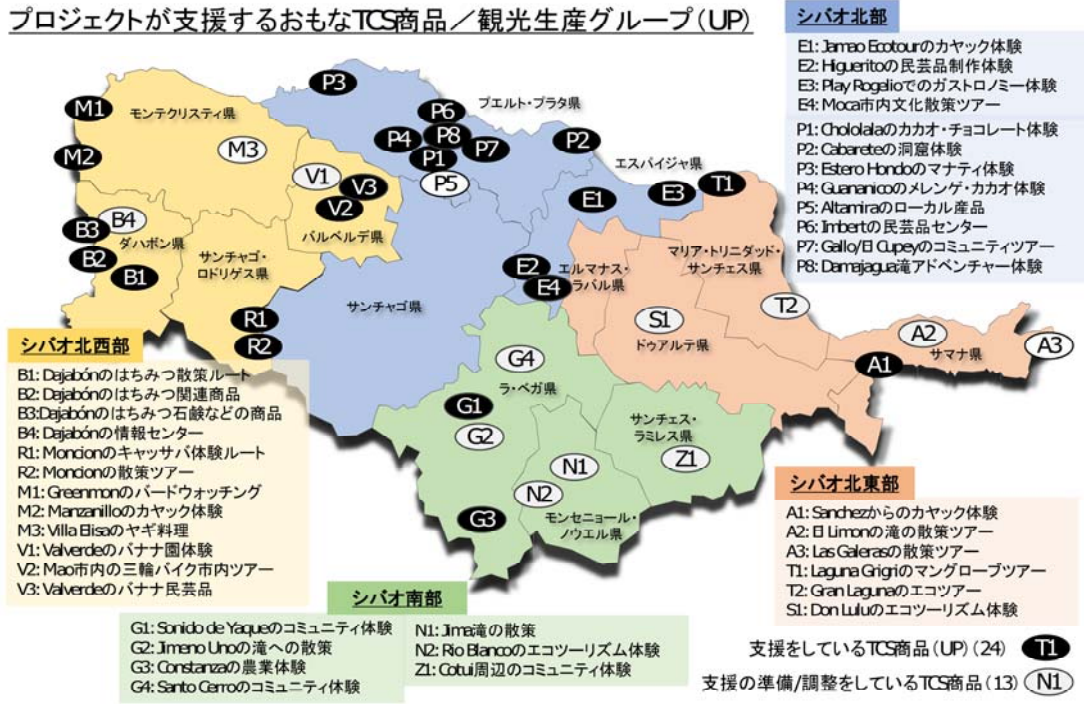 プロジェクトが支援するおもなTCS商品／観光生産グループ（UP）
シバオ北部
E1: Jamao Ecotourのカヤック体験
E2: Higueritoの民芸品制作体験
E3: Play Rogalioでのガストロノミー体験
E4: Moca市内文化散策ツアー
P1: Chololalaのカカオ・チョコレート体験
P2: Cabareteの洞窟体験
P3: Estero Hondoのマナティ体験
P4: Guananicoのメレンゲ・カカオ体験
P5: Altamiraのローカル産品
P6: Imbertの民芸品センター
P7: Gallo/El Cupeyのコミュニティツアー
P8: Damajagua滝アドベンチャー体験
M1
モンテクリスティ県
P3
プエルト・プラタ県
P6
P4
P8
P7
P2
M2
M3
P1
エスパイジャ県
V1
V3
P5
E1
E3
T1
B4
V2
B3
ダハボン県
バルベルデ県
B2
サンチャゴ・
ロドリゲス県
マリア・トリニダッド・
サンチェス県
B1
E2
エルマナス・
ラバル県
サンチャゴ県
E4
T2
R1
S1
R2
ドゥアルテ県
A2
A3
G4
サマナ県
ラ・ベガ県
A1
G1
サンチェス・
ラミレス県
G2
Z1
N1
N2
G3
モンセニョール・
ノウエル県
シバオ北西部
B1: Dajabónのはちみつ散策ルート
B2: Dajabónのはちみつ関連商品
B3:Dajabónのはちみつ石鹸などの商品
B4: Dajabónの情報センター
R1: Moncionのキャッサバ体験ルート
R2: Moncionの散策ツアー
M1: Greenmonのバードウォッチング
M2: Manzanilloのカヤック体験
M3: Villa Elisaのヤギ料理
V1: Valverdeのバナナ園体験
V2: Mao市内の三輪バイク市内ツアー
V3: Valverdeのバナナ民芸品
シバオ南部
G1: Sonido de Yaqueのコミュニティ体験
G2: Jimeno Unoの滝への散策
G3: Constanzaの農業体験
G4: Santo Cerroのコミュニティ体験
N1: Jima滝の散策
N2: Rio Blancoのエコツーリズム体験
Z1: Cotui周辺のコミュニティ体験
シバオ北東部
A1: Sanchezからのカヤック体験
A2: El Limonの滝の散策ツアー
A3: Las Galerasの散策ツアー
T1: Laguna Grigriのマングローブツアー
T2: Gran Lagunaのエコツアー
S1: Don Luluのエコツーリズム体験
支援をしているTCS商品（UP）（24） T1
支援の準備/調整をしているTCS商品（13） N1